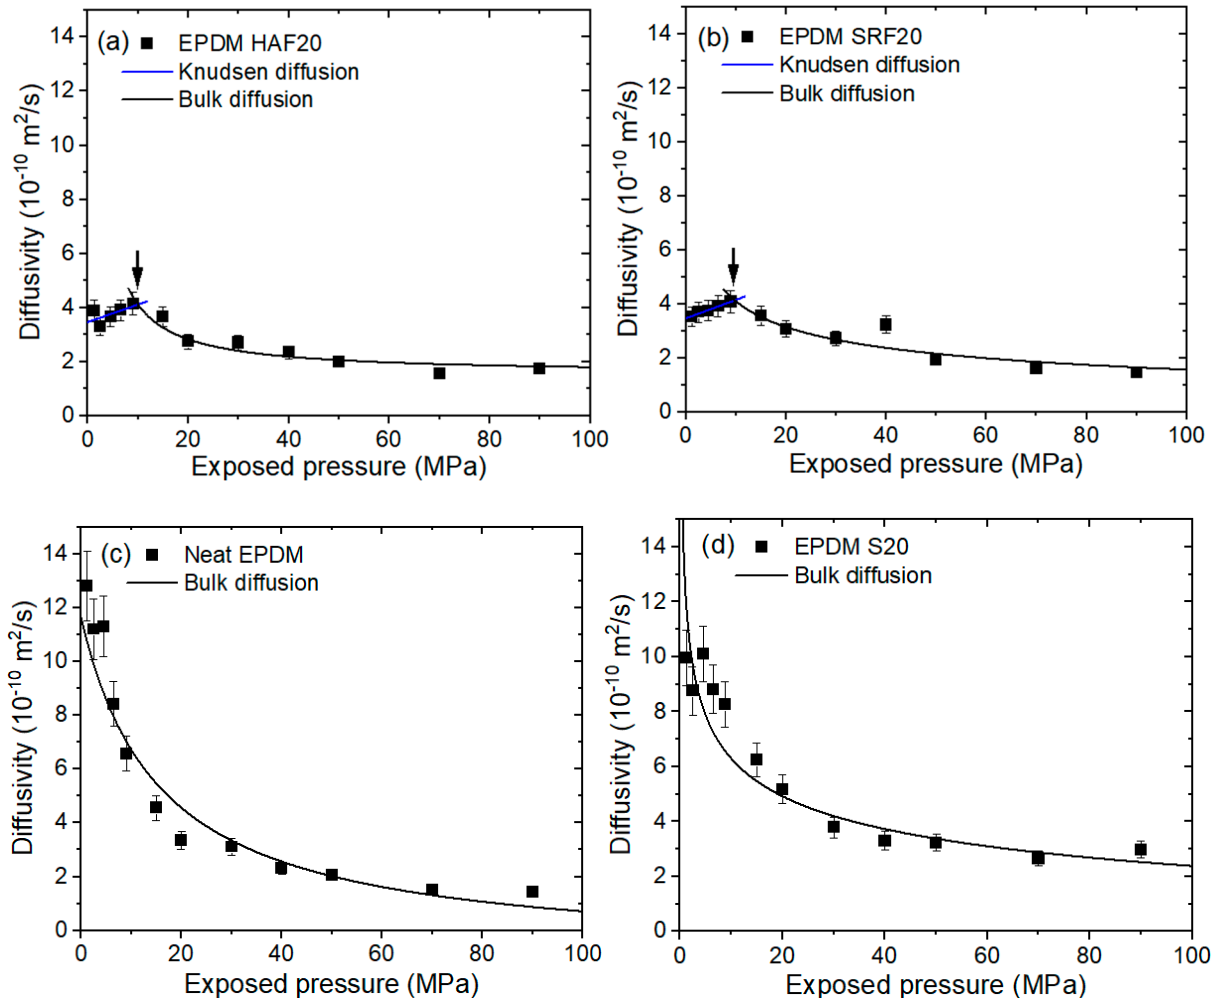 (a) ■ EPDM HAF20
Knudsen diffusion
Bulk diffusion
14
12
10
8
6
4
2
0
Diffusivity (10⁻¹⁰ m²/s)
0 20 40 60 80 100
Exposed pressure (MPa)
(b) ■ EPDM SRF20
Knudsen diffusion
Bulk diffusion
14
12
10
8
6
4
2
0
Diffusivity (10⁻¹⁰ m²/s)
0 20 40 60 80 100
Exposed pressure (MPa)
(c) ■ Neat EPDM
Bulk diffusion
14
12
10
8
6
4
2
0
Diffusivity (10⁻¹⁰ m²/s)
0 20 40 60 80 100
Exposed pressure (MPa)
(d) ■ EPDM S20
Bulk diffusion
14
12
10
8
6
4
2
0
Diffusivity (10⁻¹⁰ m²/s)
0 20 40 60 80 100
Exposed pressure (MPa)